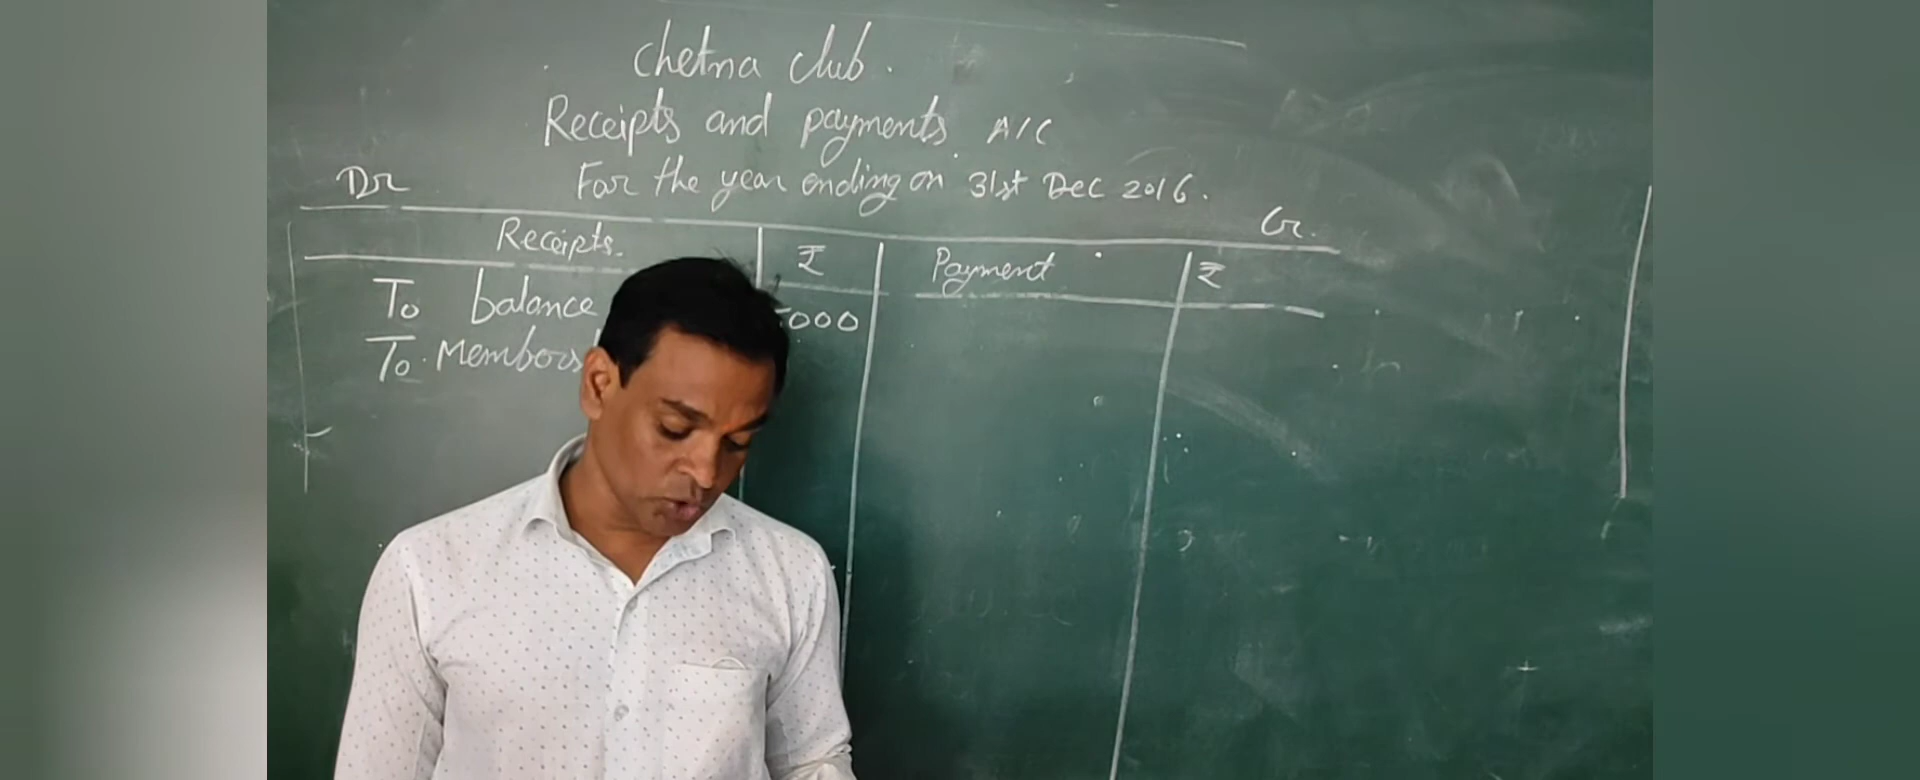 Chetna club.
Receipts and payments A/C
For the year ending on 31st Dec 2016.
Dr
Cr.
Receipts. ₹ Payment ₹
To balance 000
To. Members